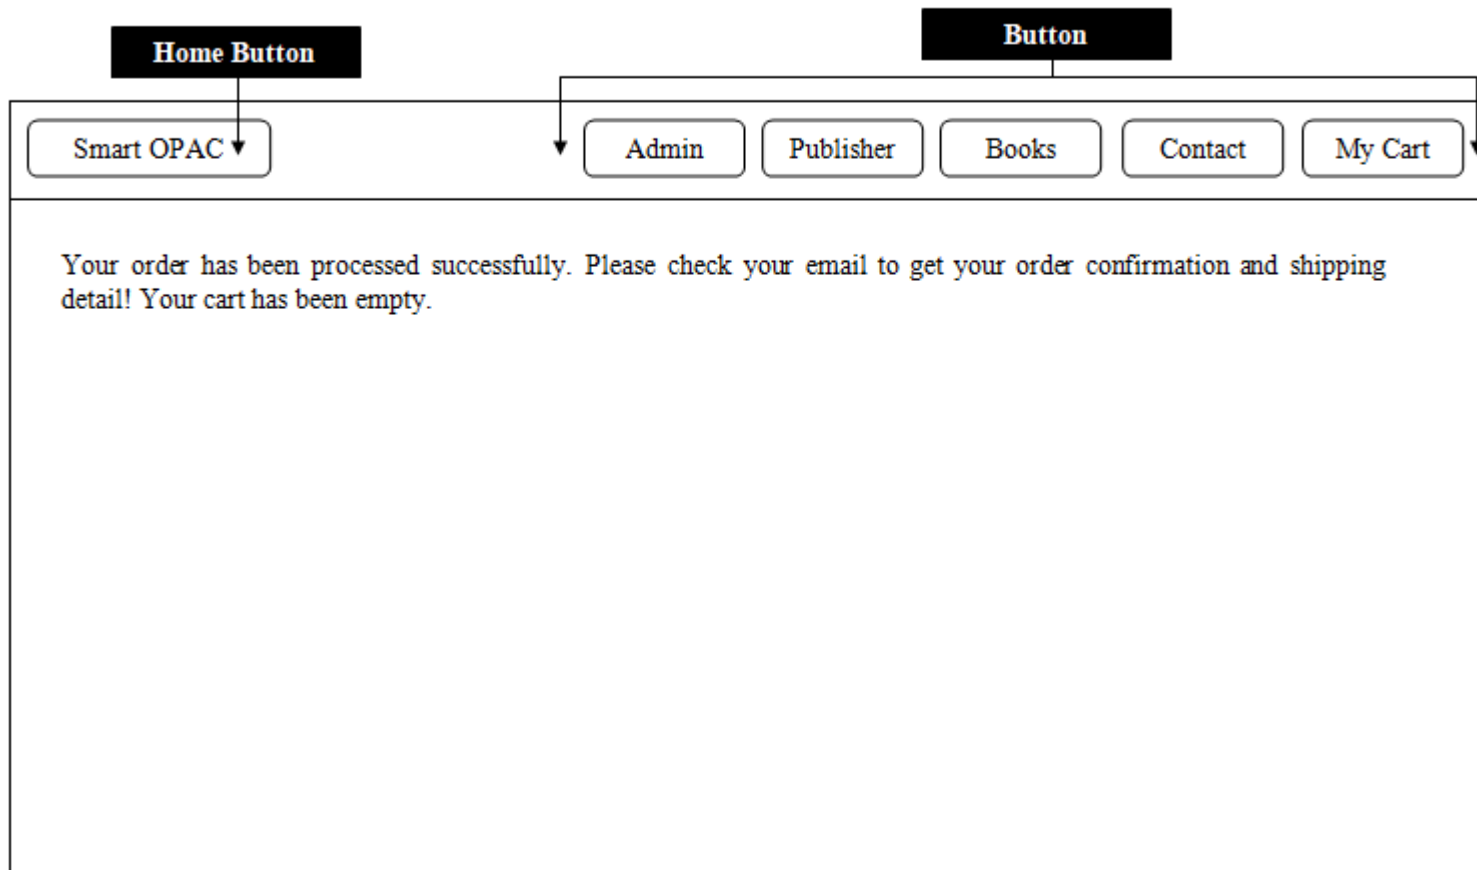 Home Button
Button
Smart OPAC
Admin
Publisher
Books
Contact
My Cart
Your order has been processed successfully. Please check your email to get your order confirmation and shipping
detail! Your cart has been empty.